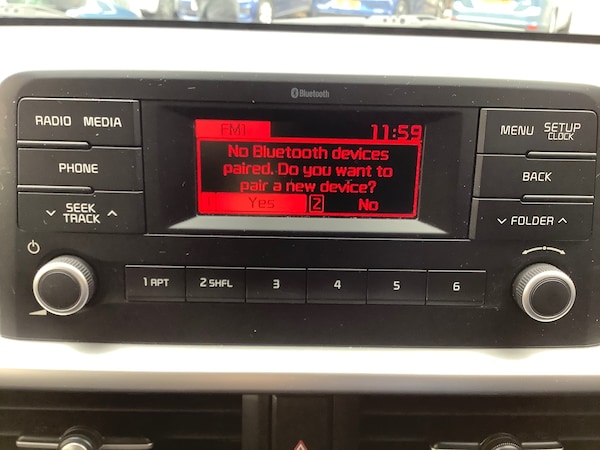 Bluetooth
RADIO MEDIA
PHONE
SEEK
TRACK
FM1 11:59
No Bluetooth devices
paired. Do you want to
pair a new device?
Yes 2 No
MENU SETUP
CLOCK
BACK
FOLDER
1 RPT 2 SHFL 3 4 5 6